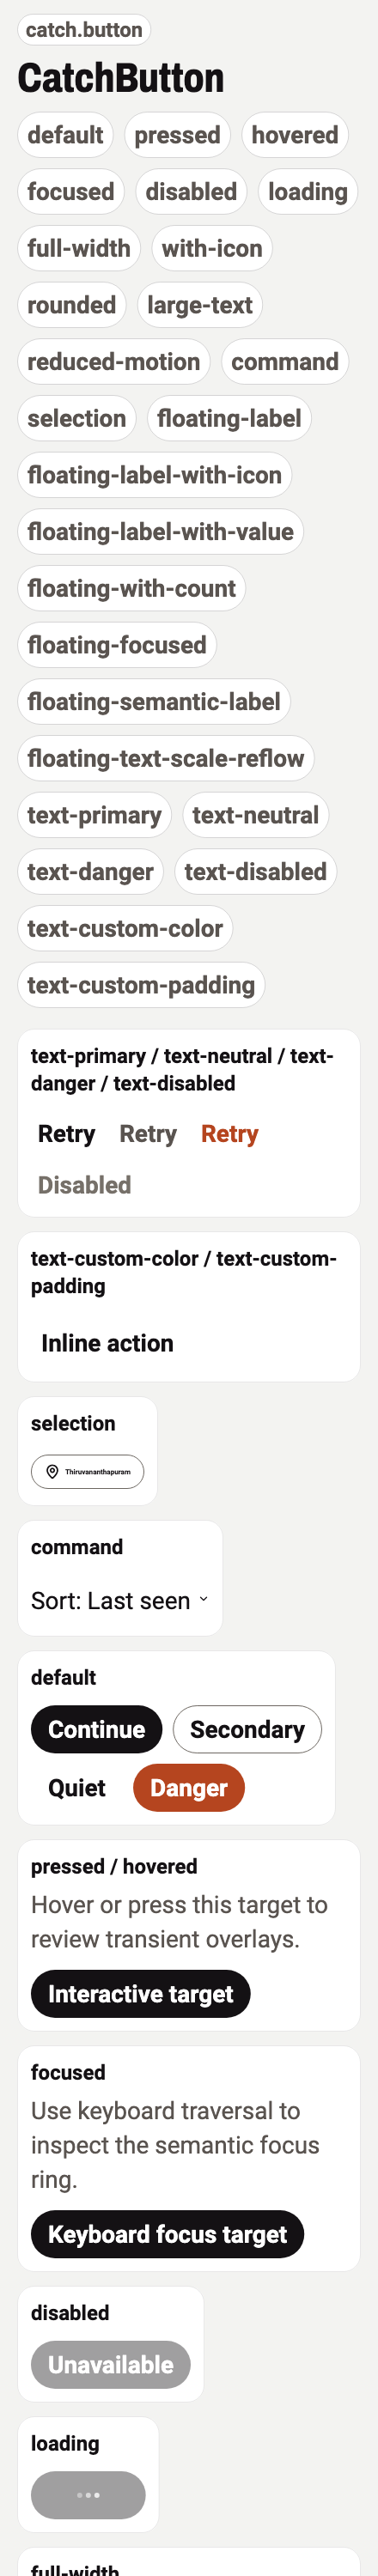 catch.button
CatchButton
default pressed hovered
focused disabled loading
full-width with-icon
rounded large-text
reduced-motion command
selection floating-label
floating-label-with-icon
floating-label-with-value
floating-with-count
floating-focused
floating-semantic-label
floating-text-scale-reflow
text-primary text-neutral
text-danger text-disabled
text-custom-color
text-custom-padding
text-primary / text-neutral / text-
danger / text-disabled
Retry Retry Retry
Disabled
text-custom-color / text-custom-
padding
Inline action
selection
Thiruvananthapuram
command
Sort: Last seen
default
Continue Secondary
Quiet Danger
pressed / hovered
Hover or press this target to
review transient overlays.
Interactive target
focused
Use keyboard traversal to
inspect the semantic focus
ring.
Keyboard focus target
disabled
Unavailable
loading
full-width